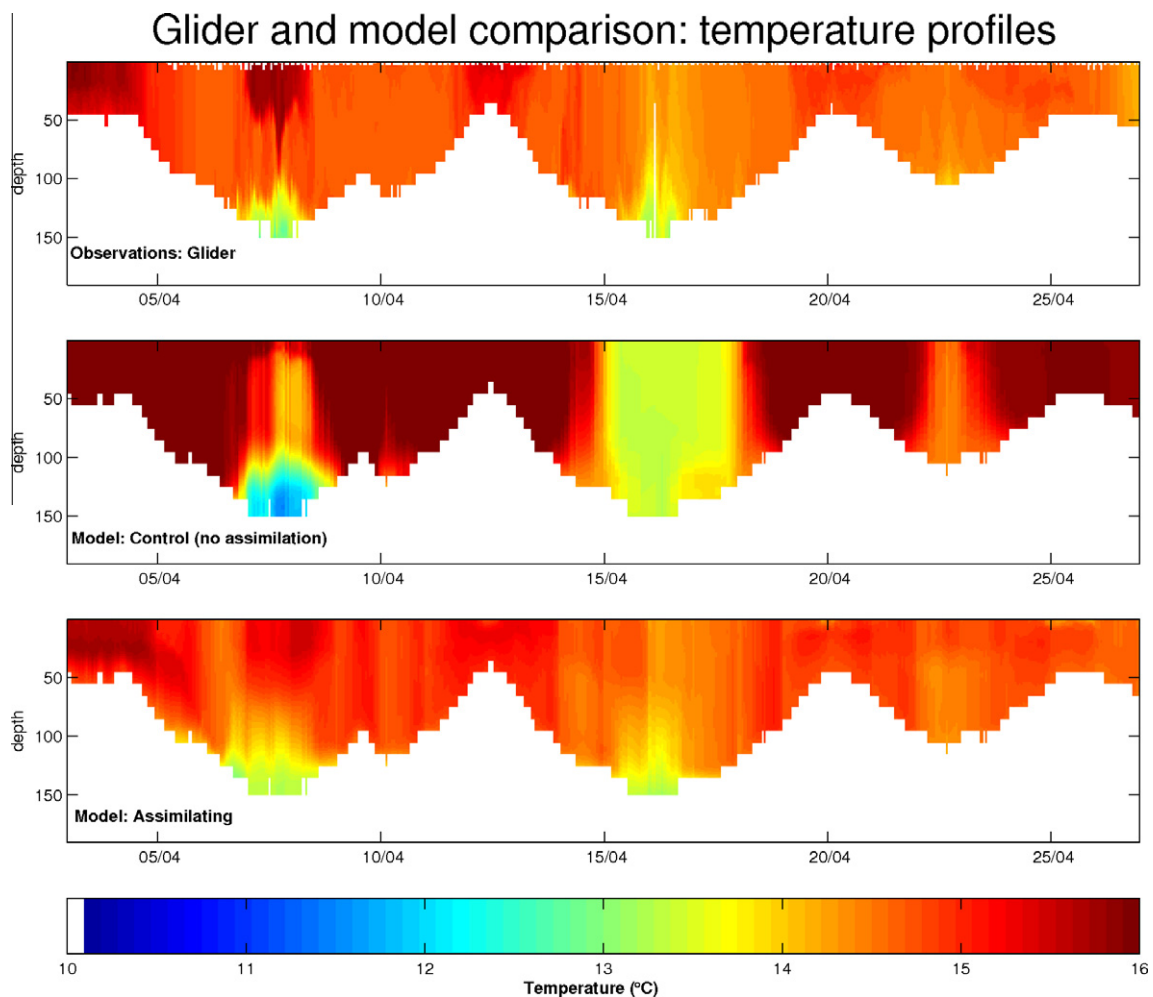 Glider and model comparison: temperature profiles
50
100
150
depth
Observations: Glider
05/04 10/04 15/04 20/04 25/04
50
100
150
depth
Model: Control (no assimilation)
05/04 10/04 15/04 20/04 25/04
50
100
150
depth
Model: Assimilating
05/04 10/04 15/04 20/04 25/04
10 11 12 13 14 15 16
Temperature (°C)